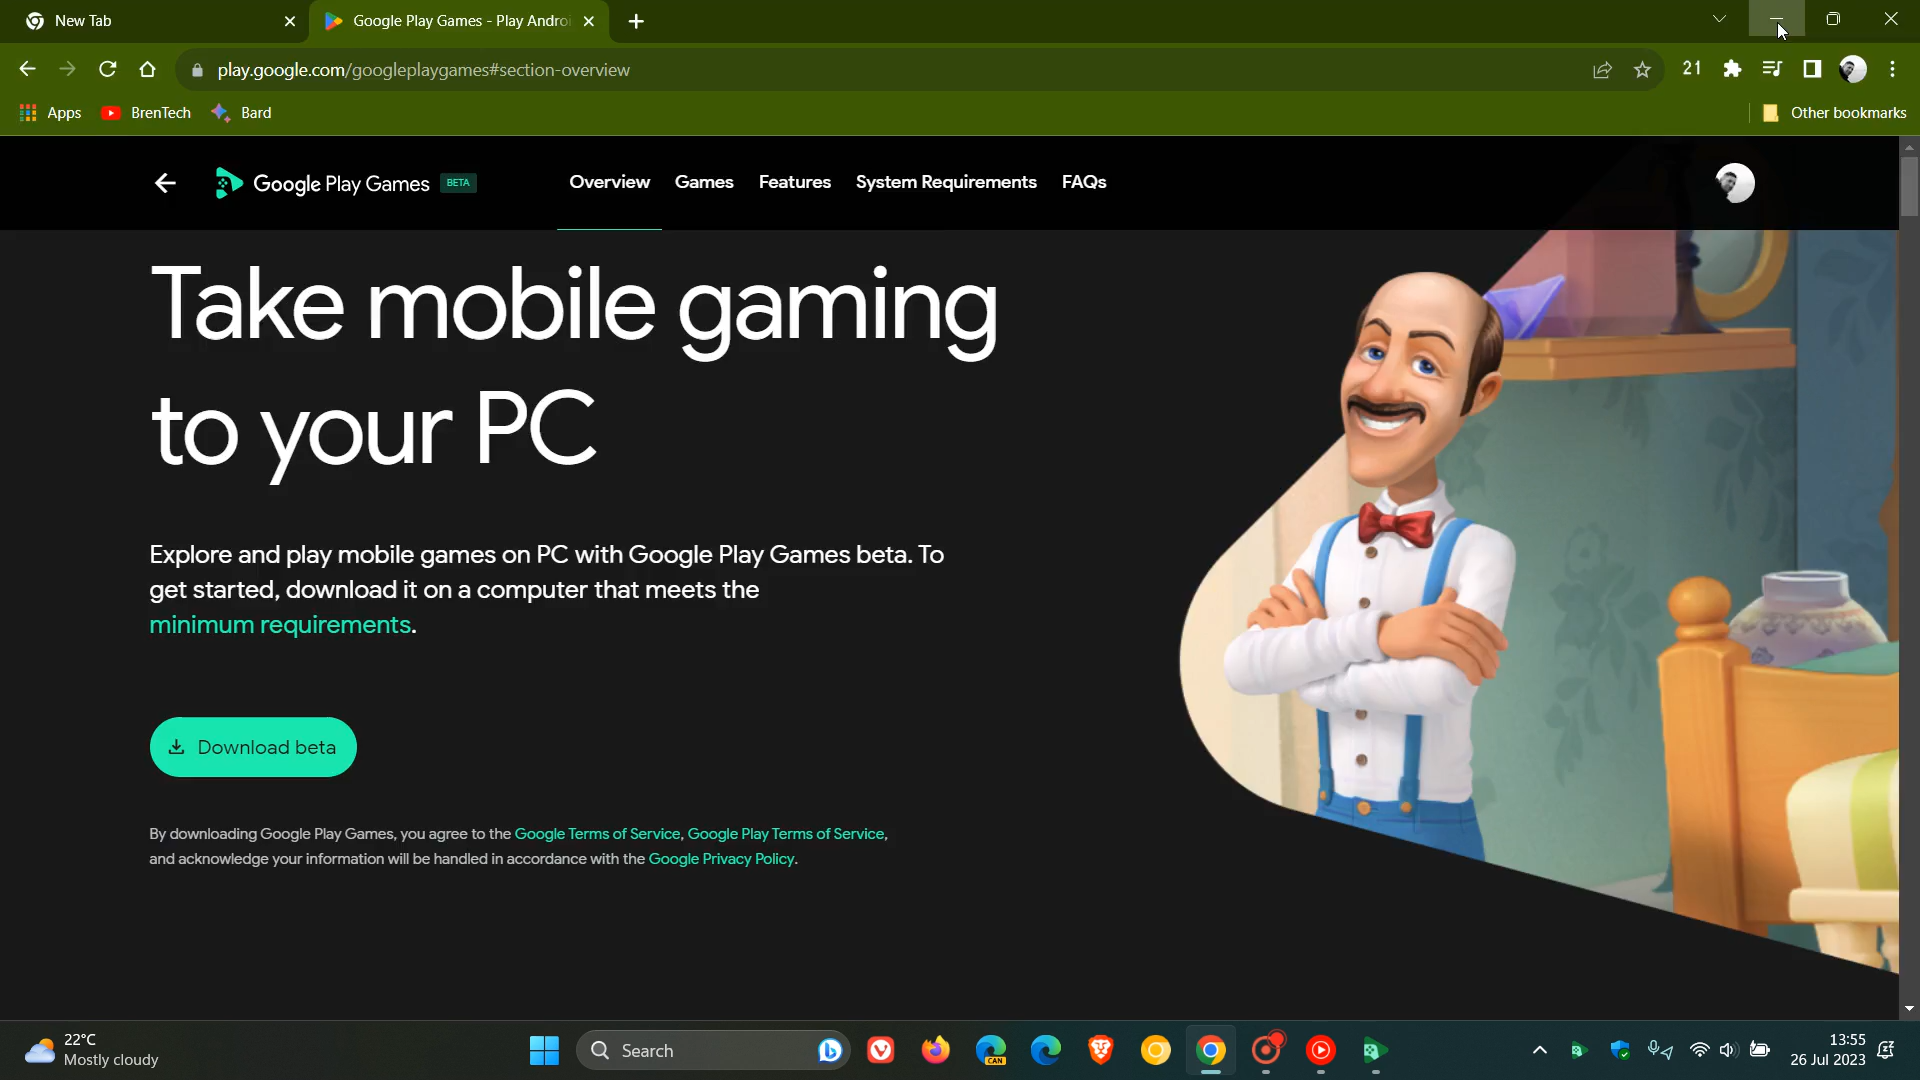 New Tab
Google Play Games - Play Androi
play.google.com/googleplaygames#section-overview
21
Apps
BrenTech
Bard
Other bookmarks
Google Play Games BETA
Overview
Games
Features
System Requirements
FAQs
Take mobile gaming
to your PC
Explore and play mobile games on PC with Google Play Games beta. To
get started, download it on a computer that meets the
minimum requirements.
Download beta
By downloading Google Play Games, you agree to the Google Terms of Service, Google Play Terms of Service,
and acknowledge your information will be handled in accordance with the Google Privacy Policy.
22°C
Mostly cloudy
Search
CAN
13:55
26 Jul 2023